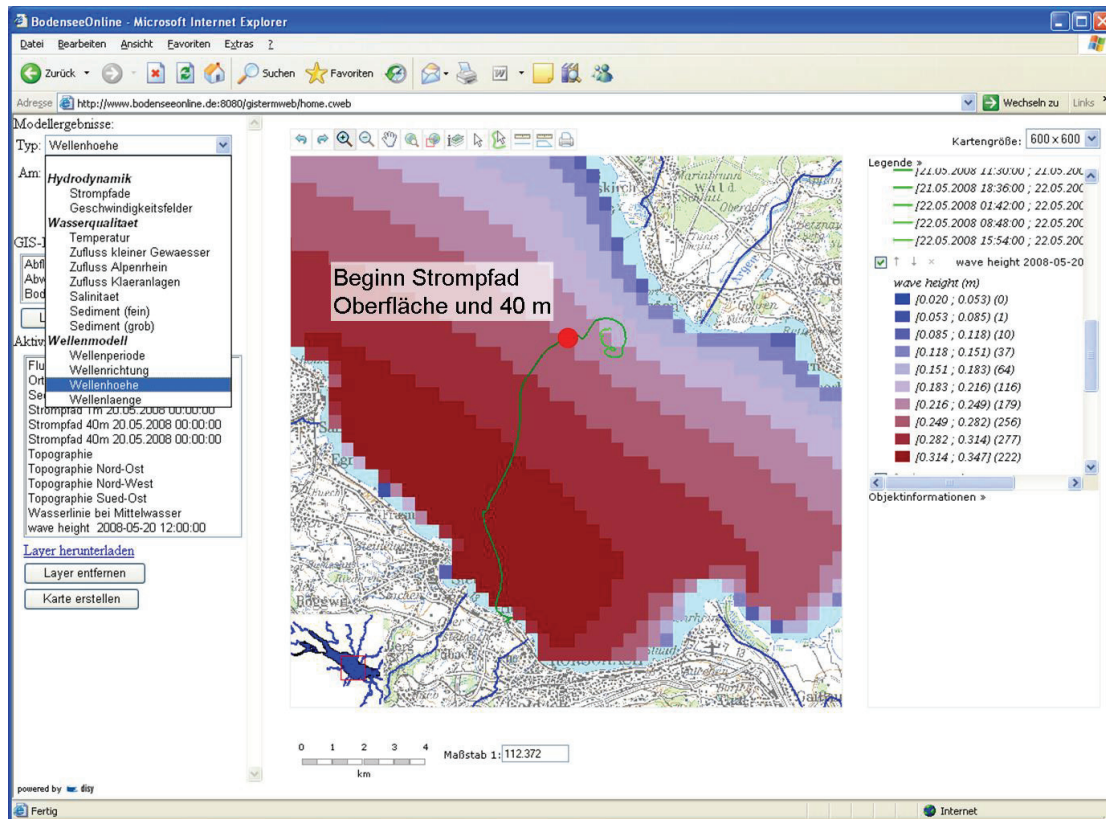 BodenseeOnline - Microsoft Internet Explorer
Datei Bearbeiten Ansicht Favoriten Extras ?
Zurück Suchen Favoriten
Adresse http://www.bodenseeonline.de:8080/gistermweb/home.cweb Wechseln zu Links
Modellergebnisse:
Typ: Wellenhoehe
Am:
Hydrodynamik
Strompfade
Geschwindigkeitsfelder
Wasserqualitaet
Temperatur
Zufluss kleiner Gewaesser
Zufluss Alpenrhein
Zufluss Klaeranlagen
Salinitaet
Sediment (fein)
Sediment (grob)
Wellenmodell
Wellenperiode
Wellenrichtung
Wellenhoehe
Wellenlaenge
GIS-
Abfl
Abw
Bod
Aktiv
Flu
Ort
See
Strompfad 1m 20.05.2008 00:00:00
Strompfad 40m 20.05.2008 00:00:00
Strompfad 40m 20.05.2008 00:00:00
Topographie
Topographie Nord-Ost
Topographie Nord-West
Topographie Sued-Ost
Wasserlinie bei Mittelwasser
wave height 2008-05-20 12:00:00
Layer herunterladen
Layer entfernen
Karte erstellen
powered by disy
Kartengröße: 600 x 600
Beginn Strompfad
Oberfläche und 40 m
0 1 2 3 4
km
Maßstab 1: 112.372
Legende »
[21.05.2008 11:30:00 ; 21.05.200
[21.05.2008 18:36:00 ; 22.05.200
[22.05.2008 01:42:00 ; 22.05.200
[22.05.2008 08:48:00 ; 22.05.200
[22.05.2008 15:54:00 ; 22.05.200
wave height 2008-05-20
wave height (m)
[0.020 ; 0.053) (0)
[0.053 ; 0.085) (1)
[0.085 ; 0.118) (10)
[0.118 ; 0.151) (37)
[0.151 ; 0.183) (64)
[0.183 ; 0.216) (116)
[0.216 ; 0.249) (179)
[0.249 ; 0.282) (256)
[0.282 ; 0.314) (277)
[0.314 ; 0.347] (222)
Objektinformationen »
Fertig Internet